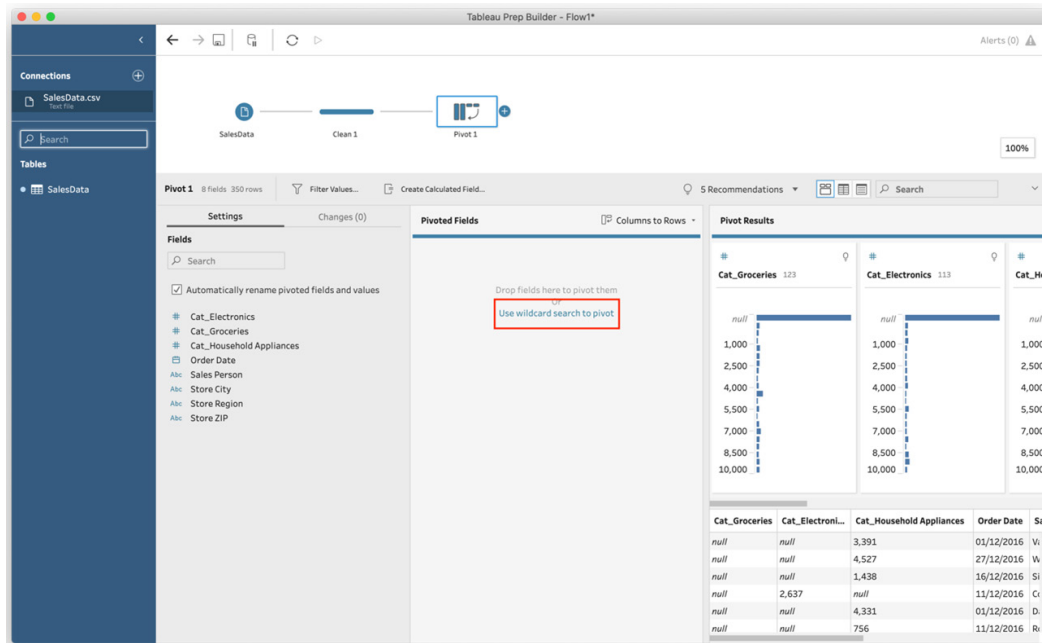 Tableau Prep Builder - Flow1*
Alerts (0)
Connections
SalesData.csv
Text file
Search
Tables
SalesData
SalesData
Clean 1
Pivot 1
100%
Pivot 1 8 fields 350 rows Filter Values... Create Calculated Field... 5 Recommendations Search
Settings Changes (0)
Fields
Search
Automatically rename pivoted fields and values
# Cat_Electronics
# Cat_Groceries
# Cat_Household Appliances
Order Date
Abc Sales Person
Abc Store City
Abc Store Region
Abc Store ZIP
Pivoted Fields Columns to Rows
Drop fields here to pivot them
or
Use wildcard search to pivot
Pivot Results
# # #
Cat_Groceries 123 Cat_Electronics 113 Cat_H
null null nul
1,000 1,000 1,000
2,500 2,500 2,500
4,000 4,000 4,000
5,500 5,500 5,500
7,000 7,000 7,000
8,500 8,500 8,500
10,000 10,000 10,000
Cat_Groceries Cat_Electroni... Cat_Household Appliances Order Date Sa
null null 3,391 01/12/2016
null null 4,527 27/12/2016
null null 1,438 16/12/2016 Si
null 2,637 null 11/12/2016
null null 4,331 01/12/2016
null null 756 11/12/2016